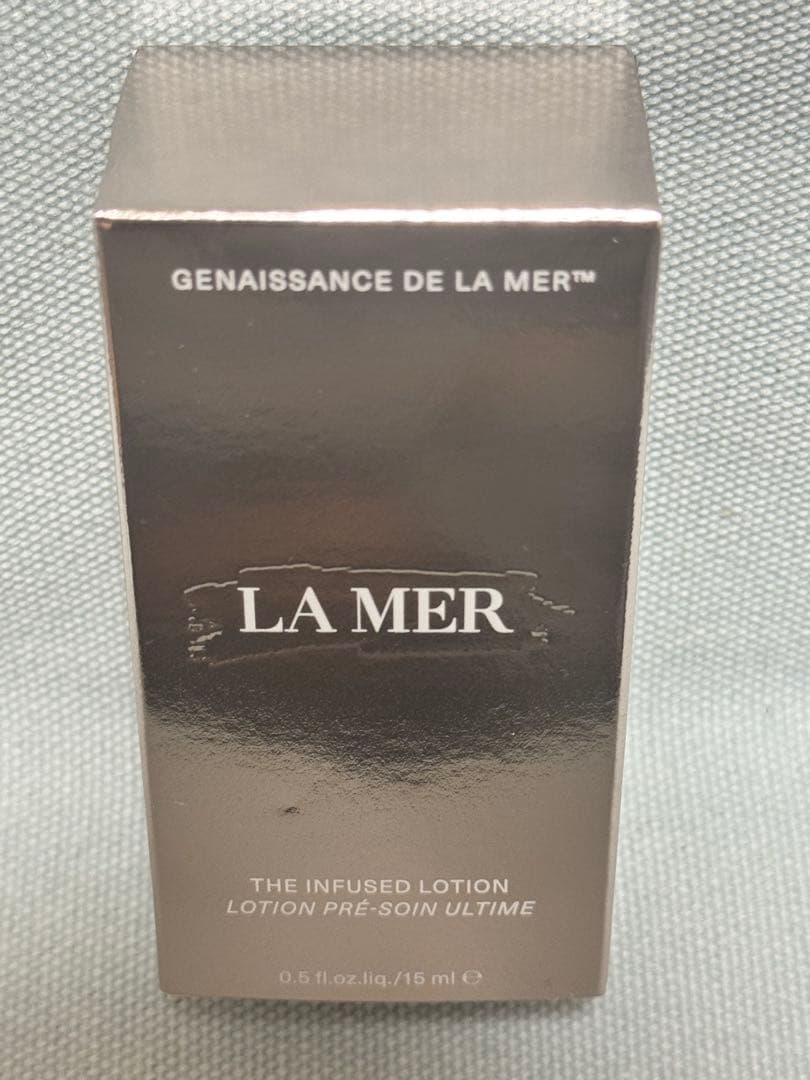 GENAISSANCE DE LA MER™
LA MER
THE INFUSED LOTION
LOTION PRÉ-SOIN ULTIME
0.5 fl.oz.liq./15 ml ℮